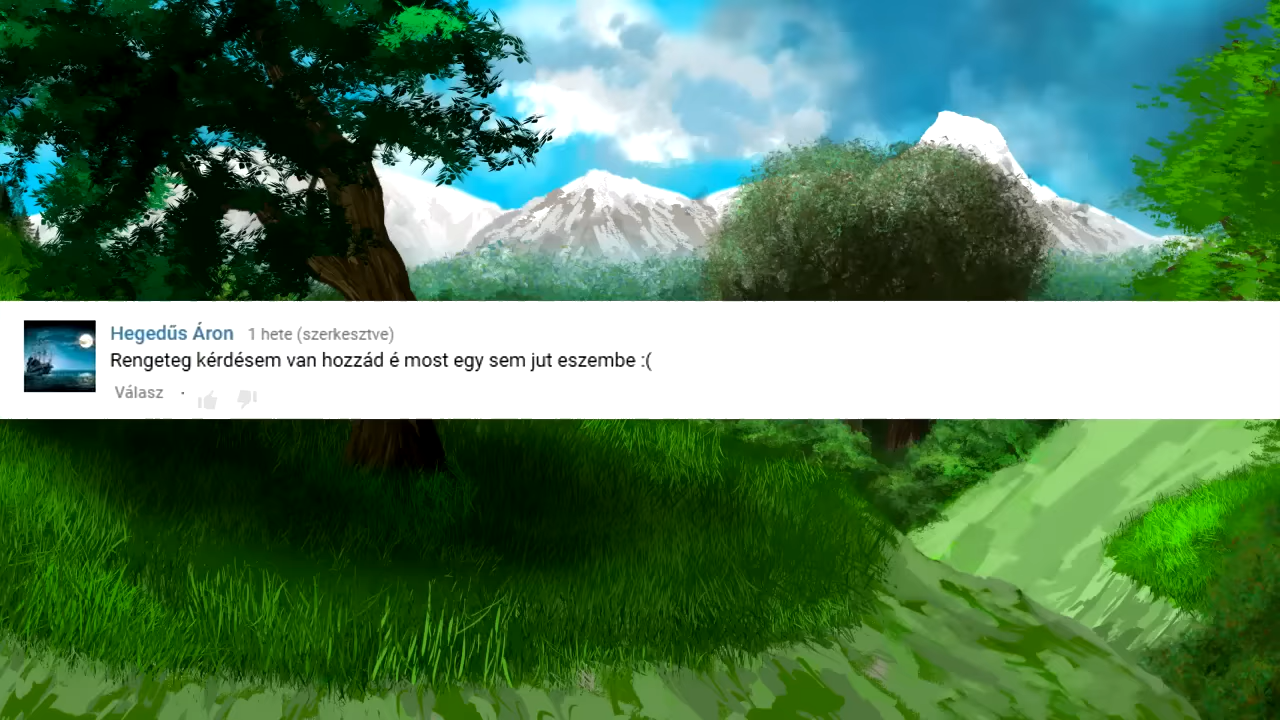 Hegedűs Áron 1 hete (szerkesztve)
Rengeteg kérdésem van hozzád é most egy sem jut eszembe :(
Válasz ·